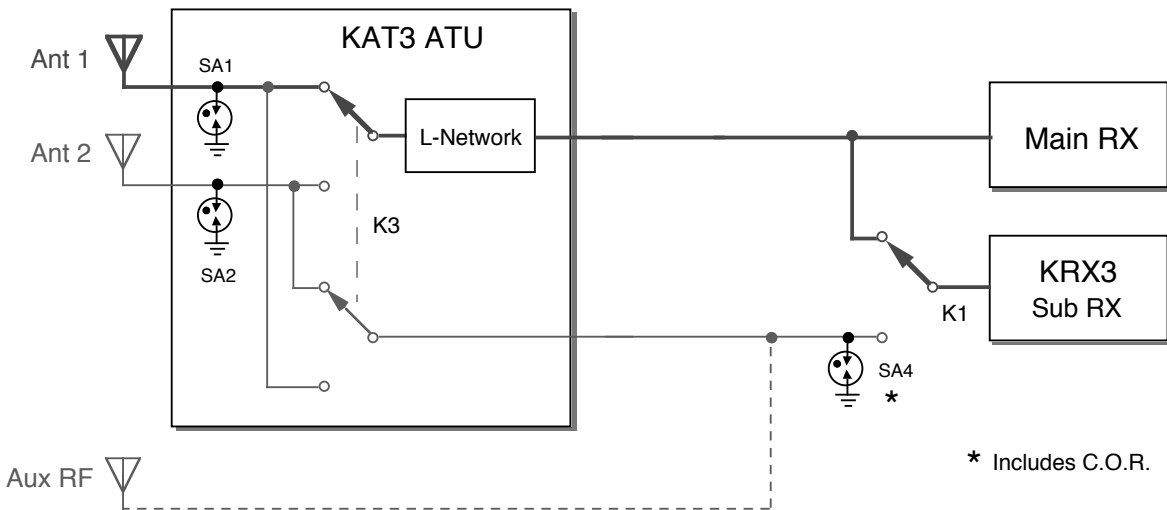 KAT3 ATU
Ant 1
SA1
L-Network
Main RX
Ant 2
K3
SA2
KRX3
Sub RX
K1
SA4
*
Aux RF
* Includes C.O.R.